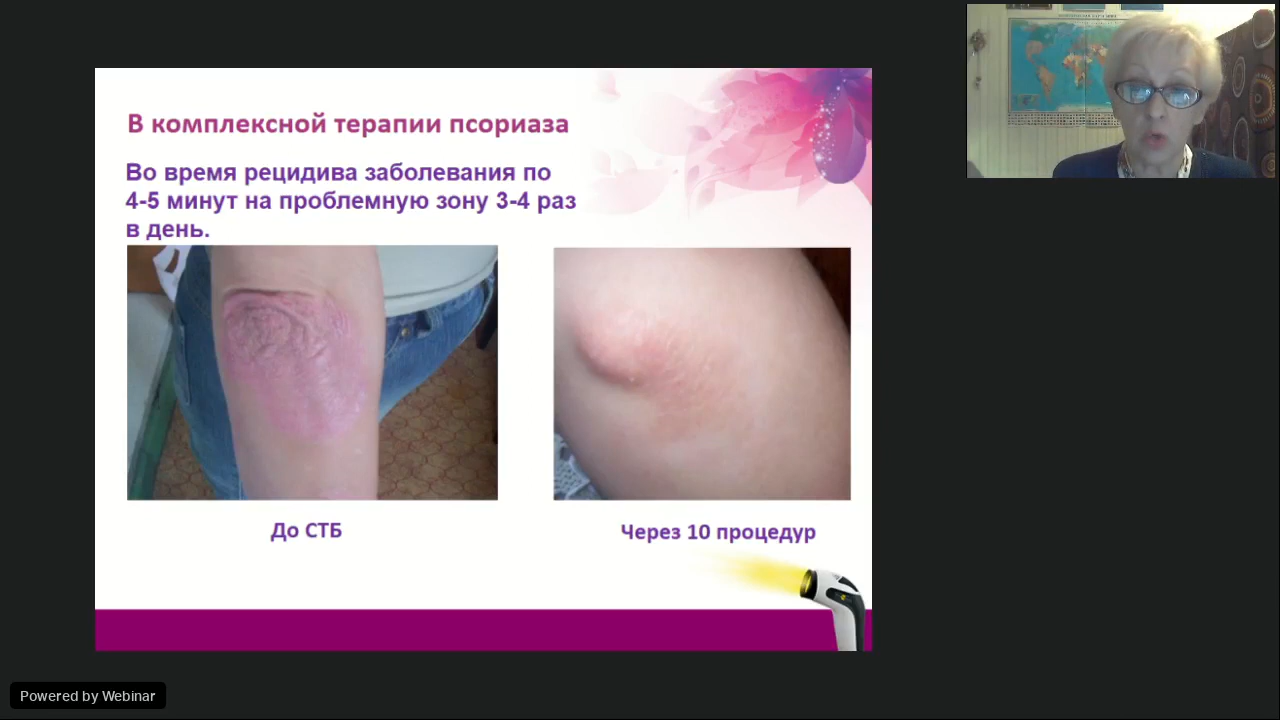 В комплексной терапии псориаза
Во время рецидива заболевания по
4-5 минут на проблемную зону 3-4 раз
в день.
До СТБ
Через 10 процедур
Powered by Webinar